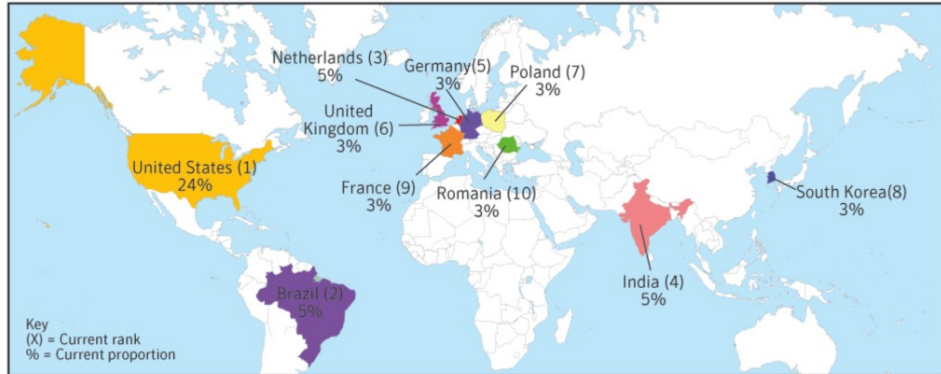 Netherlands (3)
5%
Germany(5)
3%
Poland (7)
3%
United
Kingdom (6)
3%
United States (1)
24%
France (9)
3%
Romania (10)
3%
South Korea(8)
3%
India (4)
5%
Brazil (2)
5%
Key
(X) = Current rank
% = Current proportion